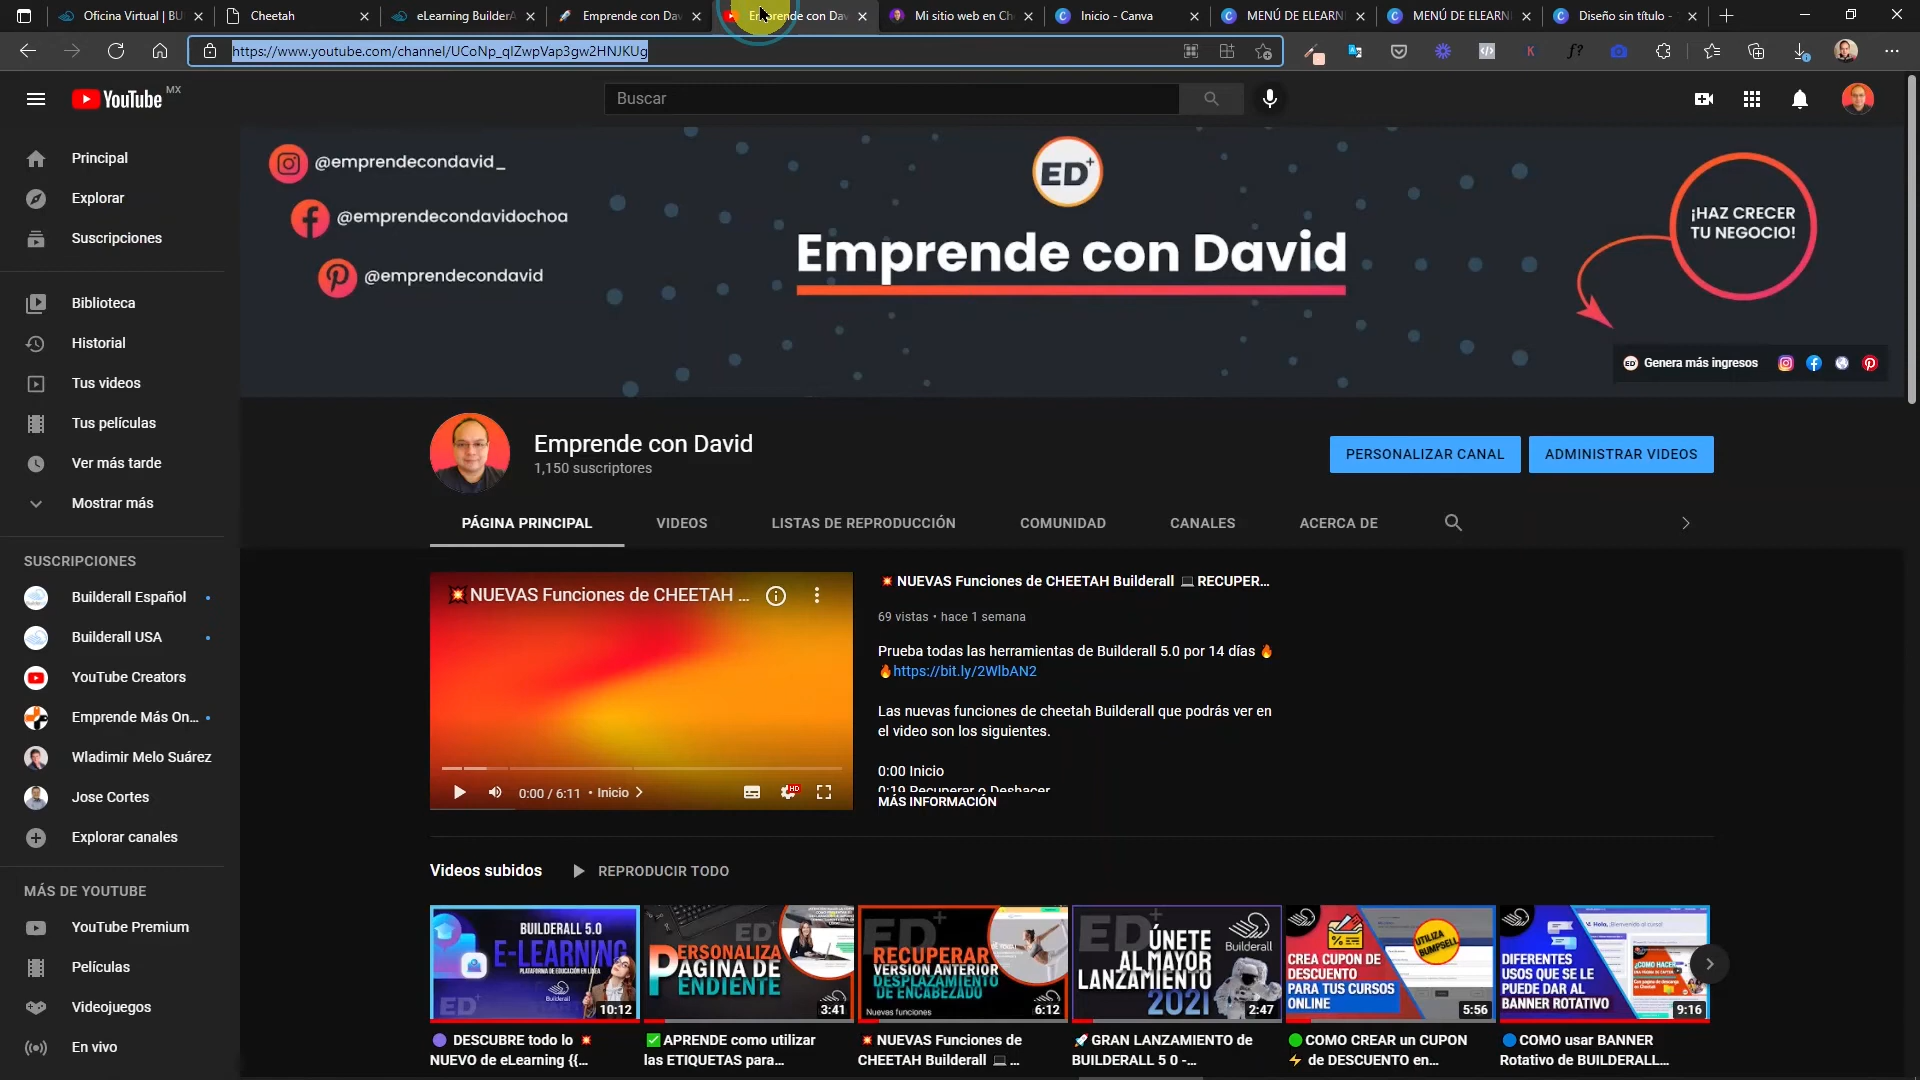 Oficina Virtual | BU
Cheetah
eLearning BuilderA
Emprende con Dav
Emprende con Dav
Mi sitio web en Ch
Inicio - Canva
MENÚ DE ELEARN
MENÚ DE ELEARN
Diseño sin título -
https://www.youtube.com/channel/UCoNp_qlZwpVap3gw2HNJKUg
YouTube MX
Buscar
Principal
Explorar
Suscripciones
Biblioteca
Historial
Tus videos
Tus películas
Ver más tarde
Mostrar más
SUSCRIPCIONES
Builderall Español
Builderall USA
YouTube Creators
Emprende Más On...
Wladimir Melo Suárez
Jose Cortes
Explorar canales
MÁS DE YOUTUBE
YouTube Premium
Películas
Videojuegos
En vivo
@emprendecondavid_
@emprendecondavidochoa
@emprendecondavid
ED+
Emprende con David
¡HAZ CRECER
TU NEGOCIO!
Genera más ingresos
Emprende con David
1,150 suscriptores
PERSONALIZAR CANAL
ADMINISTRAR VIDEOS
PÁGINA PRINCIPAL
VIDEOS
LISTAS DE REPRODUCCIÓN
COMUNIDAD
CANALES
ACERCA DE
💥NUEVAS Funciones de CHEETAH ...
0:00 / 6:11 • Inicio
HD
💥 NUEVAS Funciones de CHEETAH Builderall 💻RECUPER...
69 vistas • hace 1 semana
Prueba todas las herramientas de Builderall 5.0 por 14 días 🔥
🔥https://bit.ly/2WlbAN2
Las nuevas funciones de cheetah Builderall que podrás ver en
el video son los siguientes.
0:00 Inicio
0:19 Recuperar o Deshacer
MÁS INFORMACIÓN
Videos subidos
REPRODUCIR TODO
BUILDERALL 5.0
E-LEARNING
PLATAFORMA DE EDUCACIÓN EN LÍNEA
Builderall
ED+
10:12
🟣 DESCUBRE todo lo 💥
NUEVO de eLearning {{...
ED+
PERSONALIZA
PAGINA DE
PENDIENTE
3:41
✅APRENDE como utilizar
las ETIQUETAS para...
ED+
RECUPERAR
VERSION ANTERIOR
DESPLAZAMIENTO
DE ENCABEZADO
Nuevas funciones
6:12
💥 NUEVAS Funciones de
CHEETAH Builderall 💻 ...
ED+
ÚNETE
AL MAYOR
LANZAMIENTO
2021
Builderall
2:47
🚀GRAN LANZAMIENTO de
BUILDERALL 5 0 -...
CREA CUPON DE
DESCUENTO PARA
TUS CURSOS
ONLINE
UTILIZA
BUMPSELL
5:56
🟢COMO CREAR un CUPON
⚡ de DESCUENTO en...
DIFERENTES
USOS QUE SE LE
PUEDE DAR AL
BANNER ROTATIVO
9:16
🔵COMO usar BANNER
Rotativo de BUILDERALL...